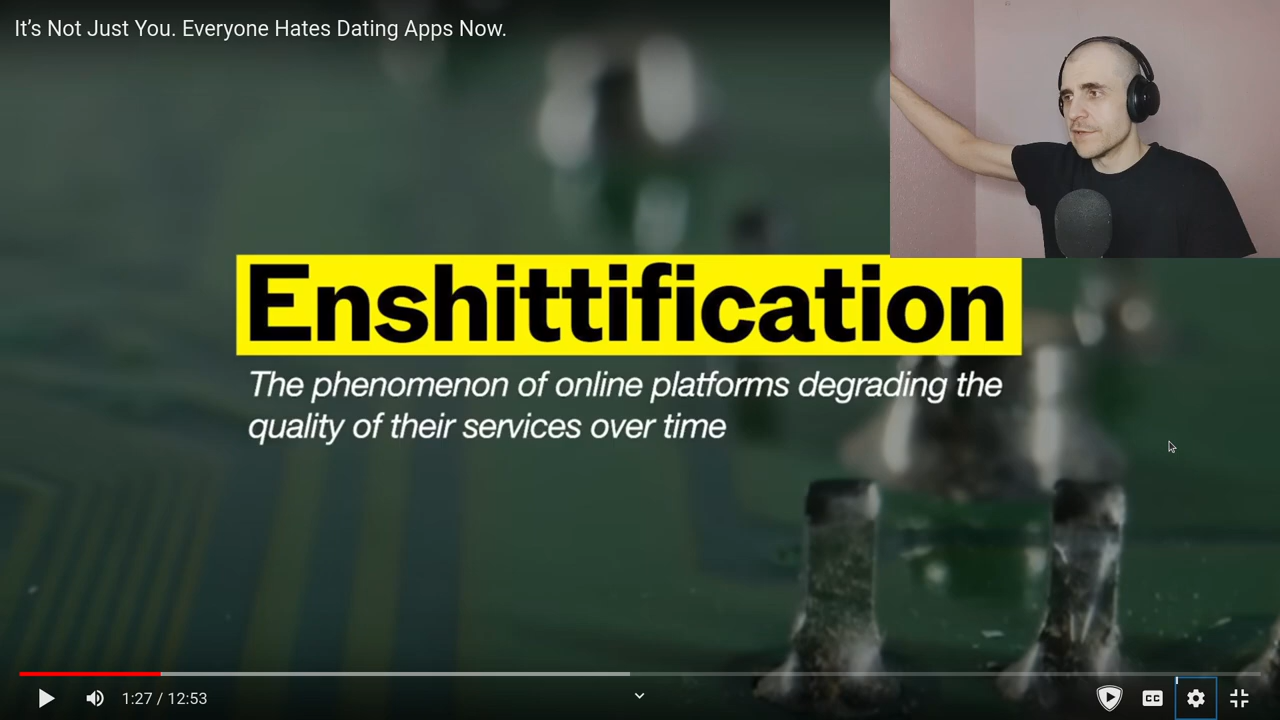 It’s Not Just You. Everyone Hates Dating Apps Now.
Enshittification
The phenomenon of online platforms degrading the
quality of their services over time
1:27 / 12:53
CC